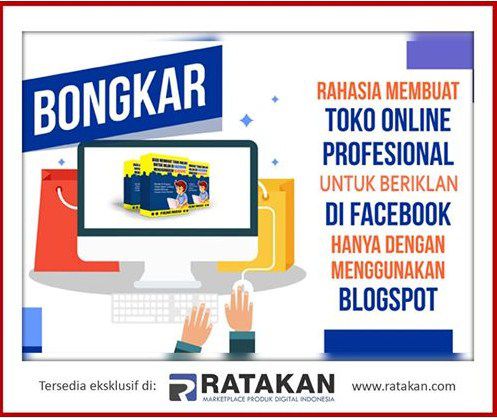 BONGKAR
RAHASIA MEMBUAT
TOKO ONLINE
PROFESIONAL
UNTUK BERIKLAN
DI FACEBOOK
HANYA DENGAN
MENGGUNAKAN
BLOGSPOT
Tersedia eksklusif di:
RATAKAN
MARKETPLACE PRODUK DIGITAL INDONESIA
www.ratakan.com